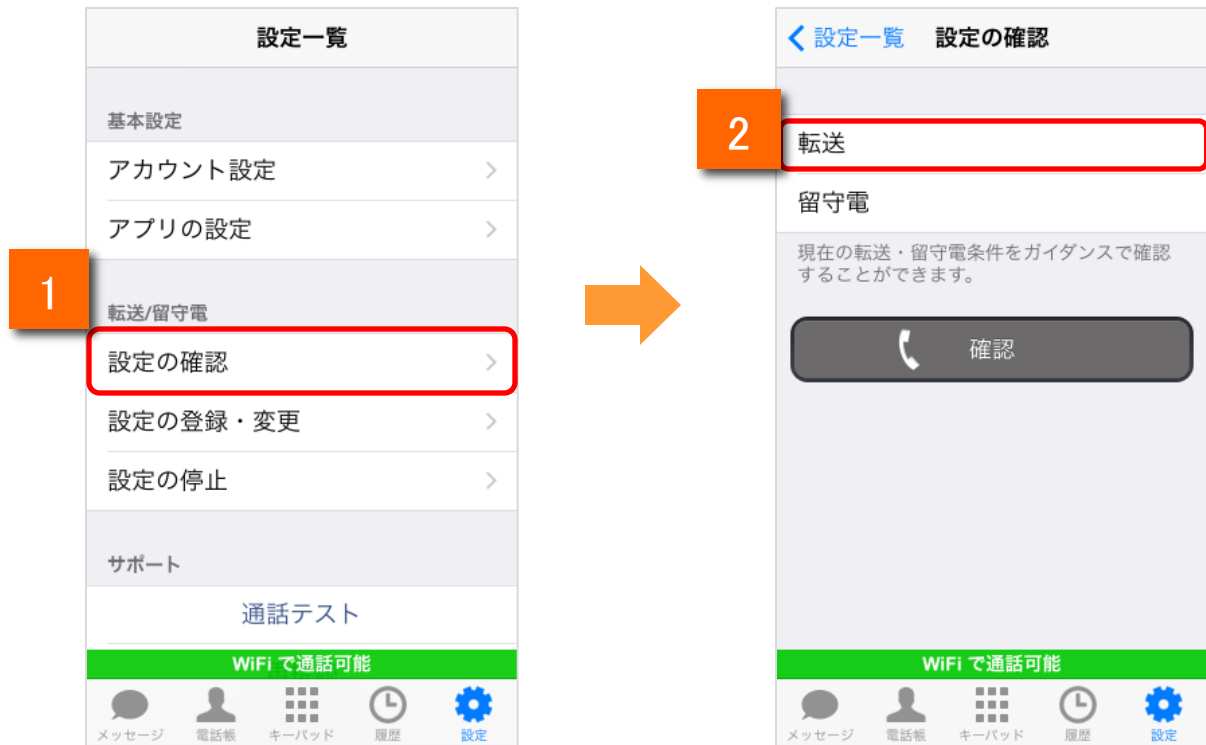 設定一覧
基本設定
アカウント設定
アプリの設定
1
転送/留守電
設定の確認
設定の登録・変更
設定の停止
サポート
通話テスト
WiFi で通話可能
メッセージ 電話帳 キーパッド 履歴 設定
設定一覧 設定の確認
2
転送
留守電
現在の転送・留守電条件をガイダンスで確認
することができます。
確認
WiFi で通話可能
メッセージ 電話帳 キーパッド 履歴 設定